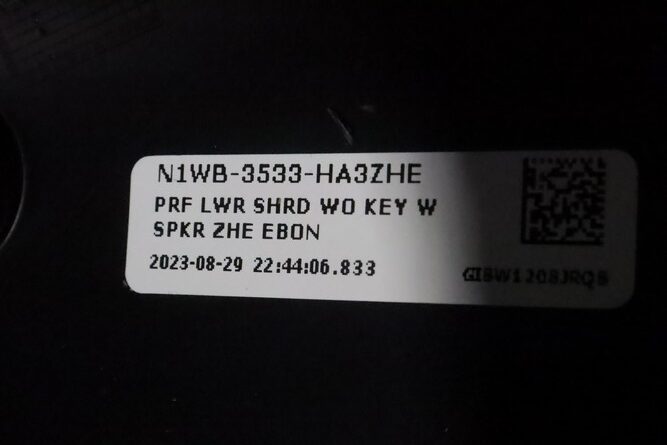 N1WB-3533-HA3ZHE
PRF LWR SHRD WO KEY W
SPKR ZHE EBON
2023-08-29 22:44:06.833